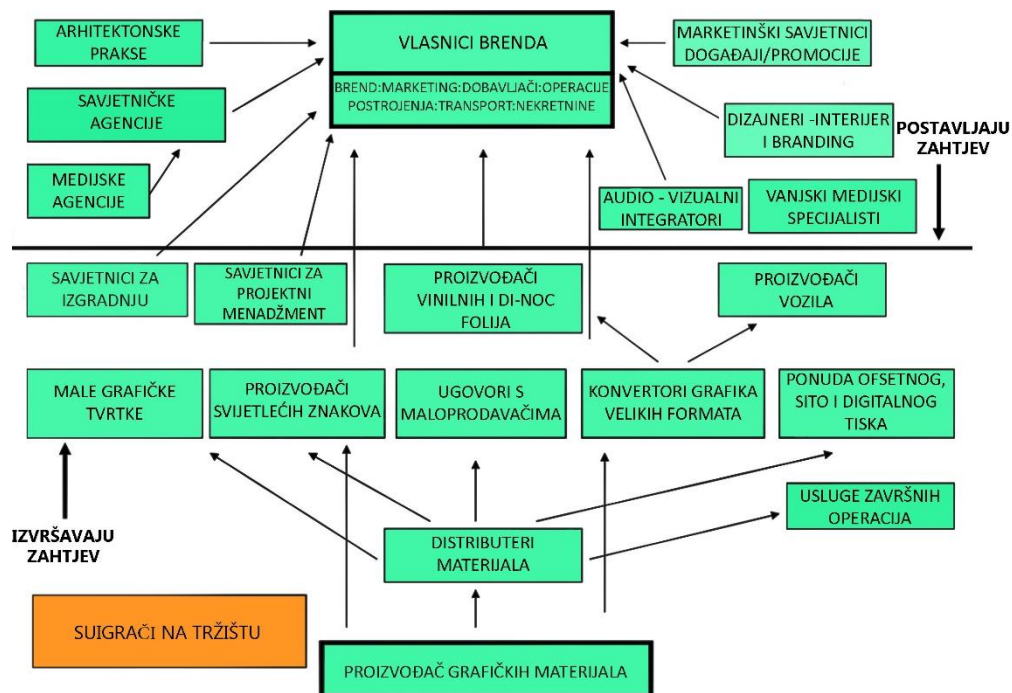 ARHITEKTONSKE
PRAKSE
VLASNICI BRENDA
MARKETINŠKI SAVJETNICI
DOGAĐAJI/PROMOCIJE
SAVJETNIČKE
AGENCIJE
BREND:MARKETING:DOBAVLJAČI:OPERACIJE
POSTROJENJA:TRANSPORT:NEKRETNINE
DIZAJNERI -INTERIJER
I BRANDING
POSTAVLJAJU
ZAHTJEV
MEDIJSKE
AGENCIJE
AUDIO - VIZUALNI
INTEGRATORI
VANJSKI MEDIJSKI
SPECIJALISTI
SAVJETNICI ZA
IZGRADNJU
SAVJETNICI ZA
PROJEKTNI
MENADŽMENT
PROIZVOĐAČI
VINILNIH I DI-NOC
FOLIJA
PROIZVOĐAČI
VOZILA
MALE GRAFIČKE
TVRTKE
PROIZVOĐAČI
SVIJETLEĆIH ZNAKOVA
UGOVORI S
MALOPRODAVAČIMA
KONVERTORI GRAFIKA
VELIKIH FORMATA
PONUDA OFSETNOG,
SITO I DIGITALNOG
TISKA
IZVRŠAVAJU
ZAHTJEV
DISTRIBUTERI
MATERIJALA
USLUGE ZAVRŠNIH
OPERACIJA
SUIGRAČI NA TRŽIŠTU
PROIZVOĐAČ GRAFIČKIH MATERIJALA